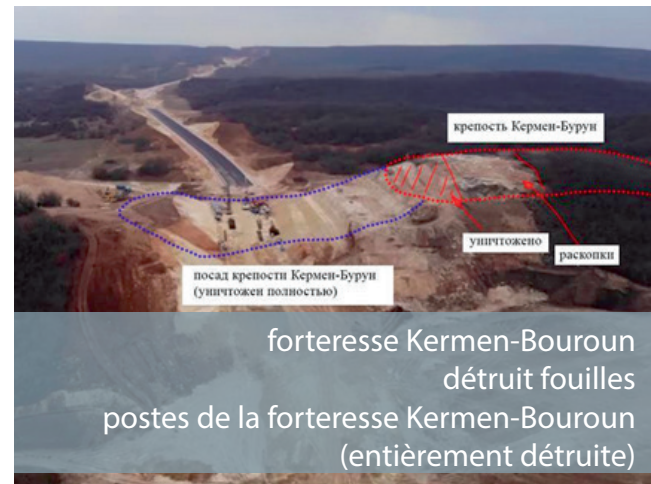 крепость Кермен-Бурун
уничтожено
раскопки
посад крепости Кермен-Бурун
(уничтожен полностью)
forteresse Kermen-Bouroun
détruit fouilles
postes de la forteresse Kermen-Bouroun
(entièrement détruite)